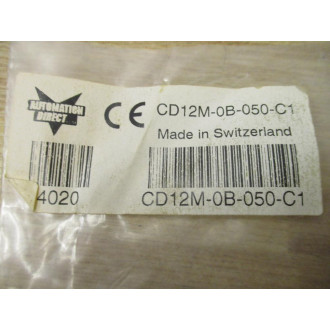 AUTOMATION
DIRECT
CE
CD12M-0B-050-C1
Made in Switzerland
4020
CD12M-0B-050-C1